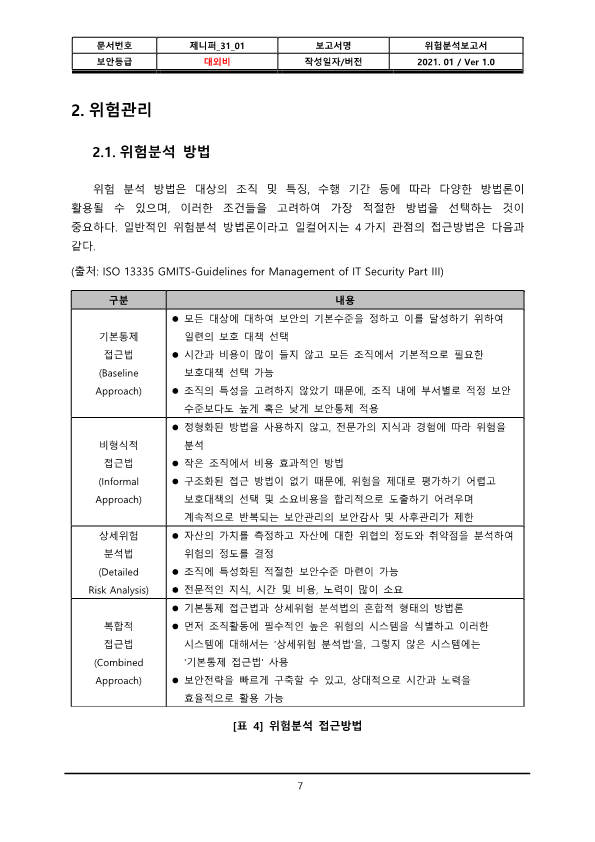 문서번호 제니퍼_31_01 보고서명 위험분석보고서
보안등급 대외비 작성일자/버전 2021. 01 / Ver 1.0
2. 위험관리
2.1. 위험분석 방법
위험 분석 방법은 대상의 조직 및 특징, 수행 기간 등에 따라 다양한 방법론이
활용될 수 있으며, 이러한 조건들을 고려하여 가장 적절한 방법을 선택하는 것이
중요하다. 일반적인 위험분석 방법론이라고 일컬어지는 4가지 관점의 접근방법은 다음과
같다.
(출처: ISO 13335 GMITS-Guidelines for Management of IT Security Part III)
구분 내용
기본통제
접근법
(Baseline
Approach)
● 모든 대상에 대하여 보안의 기본수준을 정하고 이를 달성하기 위하여
일련의 보호 대책 선택
● 시간과 비용이 많이 들지 않고 모든 조직에서 기본적으로 필요한
보호대책 선택 가능
● 조직의 특성을 고려하지 않았기 때문에, 조직 내에 부서별로 적정 보안
수준보다도 높게 혹은 낮게 보안통제 적용
비형식적
접근법
(Informal
Approach)
● 정형화된 방법을 사용하지 않고, 전문가의 지식과 경험에 따라 위험을
분석
● 작은 조직에서 비용 효과적인 방법
● 구조화된 접근 방법이 없기 때문에, 위험을 제대로 평가하기 어렵고
보호대책의 선택 및 소요비용을 합리적으로 도출하기 어려우며
계속적으로 반복되는 보안관리의 보안감사 및 사후관리가 제한
상세위험
분석법
(Detailed
Risk Analysis)
● 자산의 가치를 측정하고 자산에 대한 위협의 정도와 취약점을 분석하여
위험의 정도를 결정
● 조직에 특성화된 적절한 보안수준 마련이 가능
● 전문적인 지식, 시간 및 비용, 노력이 많이 소요
복합적
접근법
(Combined
Approach)
● 기본통제 접근법과 상세위험 분석법의 혼합적 형태의 방법론
● 먼저 조직활동에 필수적인 높은 위험의 시스템을 식별하고 이러한
시스템에 대해서는 '상세위험 분석법'을, 그렇지 않은 시스템에는
'기본통제 접근법' 사용
● 보안전략을 빠르게 구축할 수 있고, 상대적으로 시간과 노력을
효율적으로 활용 가능
[표 4] 위험분석 접근방법
7